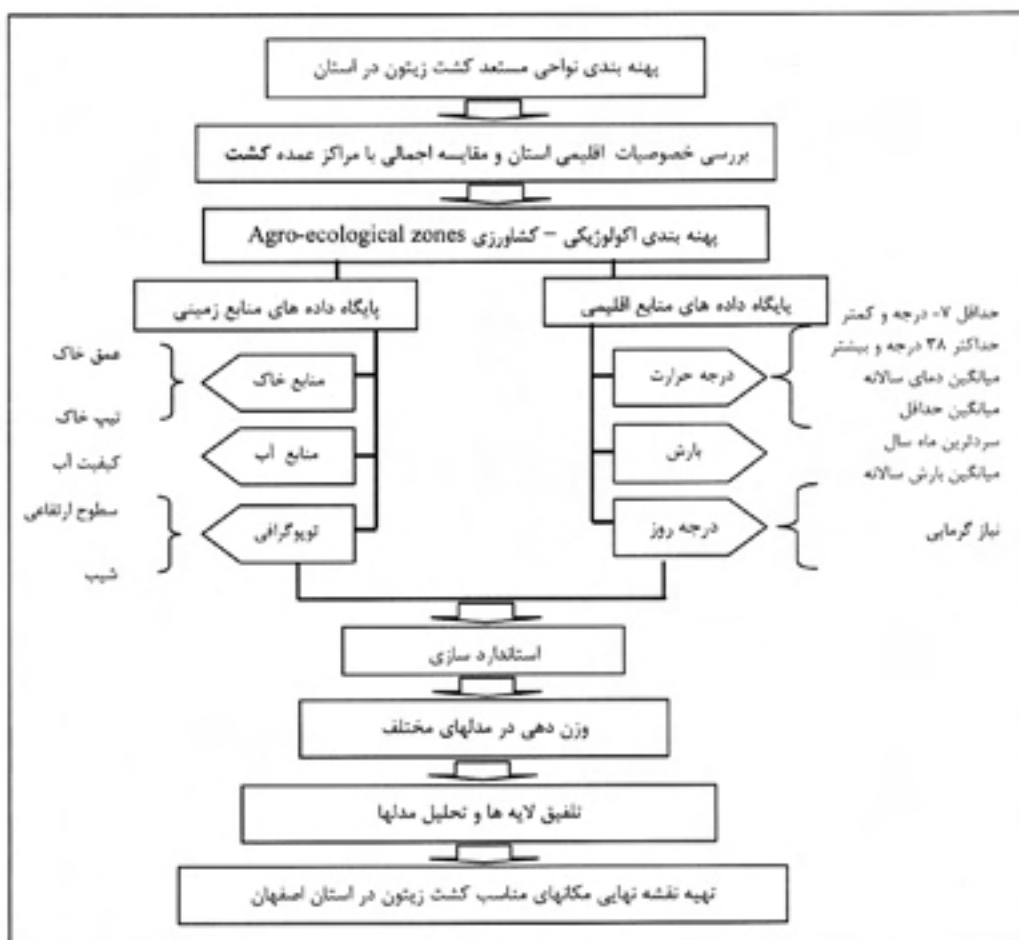 پهنه بندی نواحی مستعد کشت زیتون در استان
بررسی خصوصیات اقلیمی استان و مقایسه اجمالی با مراکز عمده کشت
پهنه بندی اکولوژیکی – کشاورزی Agro-ecological zones
پایگاه داده های منابع اقلیمی
پایگاه داده های منابع زمینی
حداقل ۷- درجه و کمتر
حداکثر ۳۸ درجه و بیشتر
میانگین دمای سالانه
میانگین حداقل
سردترین ماه سال
میانگین بارش سالانه
نیاز گرمایی
درجه حرارت
بارش
درجه روز
منابع خاک
منابع آب
توپوگرافی
عمق خاک
تیپ خاک
کیفیت آب
سطوح ارتفاعی
شیب
استاندارد سازی
وزن دهی در مدلهای مختلف
تلفیق لایه ها و تحلیل مدلها
تهیه نقشه نهایی مکانهای مناسب کشت زیتون در استان اصفهان